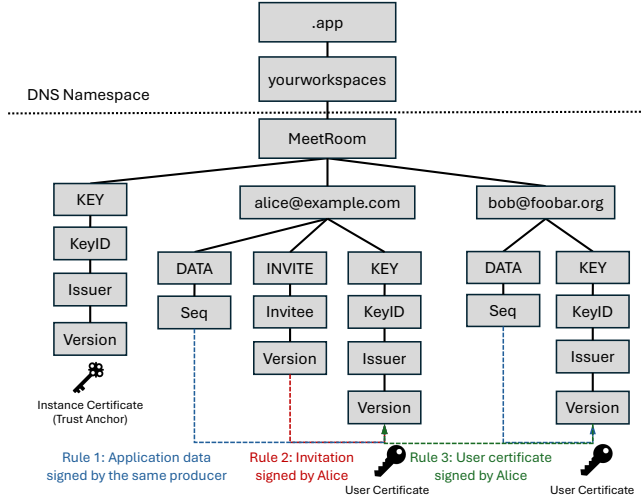 .app
yourworkspaces
DNS Namespace
MeetRoom
KEY
alice@example.com
bob@foobar.org
KeyID
DATA
INVITE
KEY
DATA
KEY
Issuer
Seq
Invitee
KeyID
Seq
KeyID
Version
Version
Issuer
Issuer
Instance Certificate
(Trust Anchor)
Version
Version
Rule 1: Application data
signed by the same producer
Rule 2: Invitation
signed by Alice
Rule 3: User certificate
signed by Alice
User Certificate
User Certificate